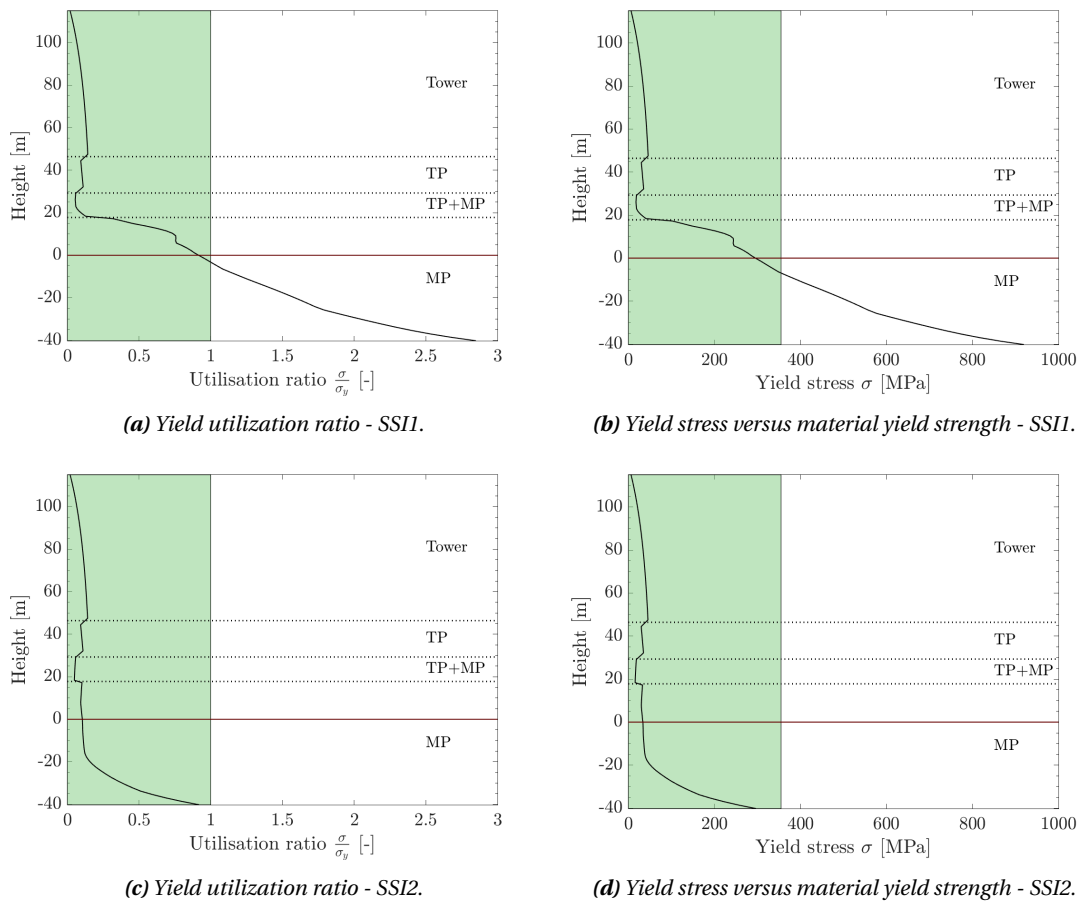 100
80
60
40
20
0
-20
-40
Height [m]
Tower
TP
TP+MP
MP
0 0.5 1 1.5 2 2.5 3
Utilisation ratio σ/σy [-]
(a) Yield utilization ratio - SSI1.
100
80
60
40
20
0
-20
-40
Height [m]
Tower
TP
TP+MP
MP
0 200 400 600 800 1000
Yield stress σ [MPa]
(b) Yield stress versus material yield strength - SSI1.
100
80
60
40
20
0
-20
-40
Height [m]
Tower
TP
TP+MP
MP
0 0.5 1 1.5 2 2.5 3
Utilisation ratio σ/σy [-]
(c) Yield utilization ratio - SSI2.
100
80
60
40
20
0
-20
-40
Height [m]
Tower
TP
TP+MP
MP
0 200 400 600 800 1000
Yield stress σ [MPa]
(d) Yield stress versus material yield strength - SSI2.